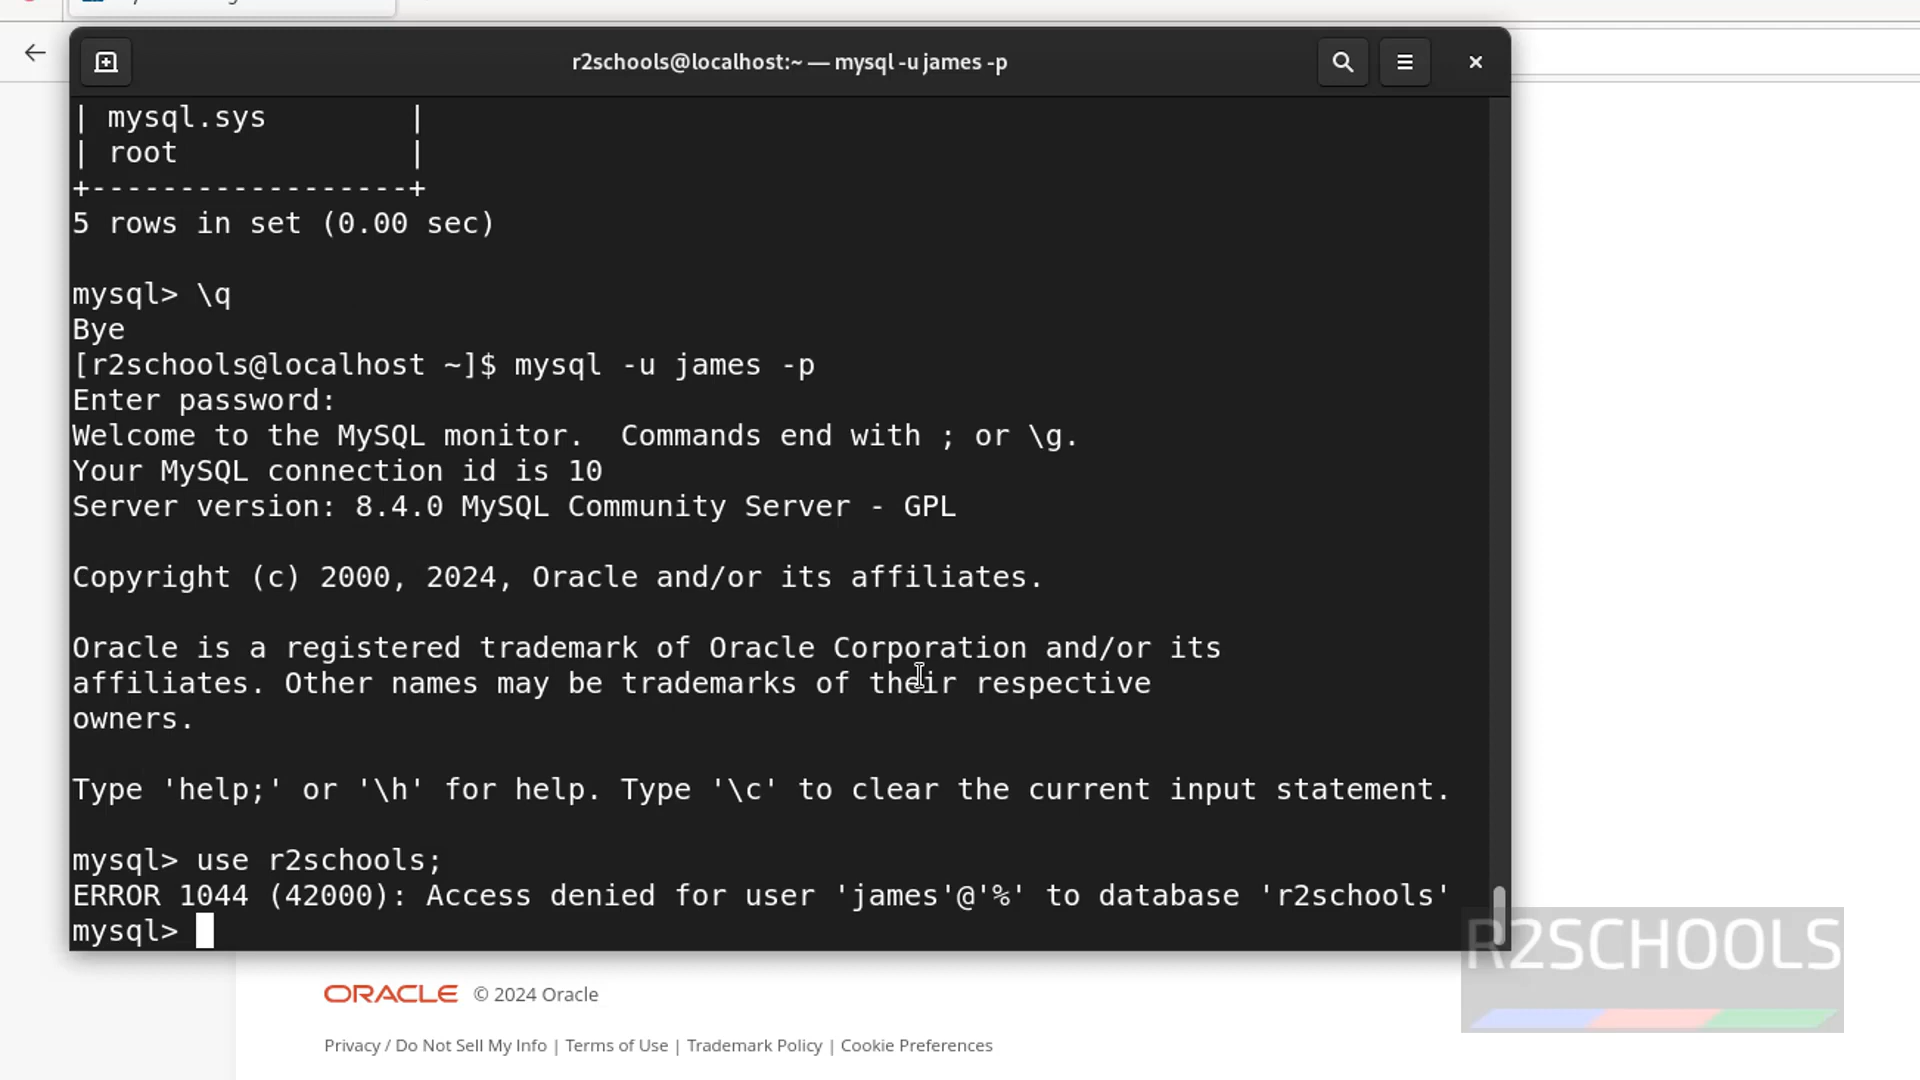 r2schools@localhost:~ — mysql -u james -p
| mysql.sys        |
| root             |
+------------------+
5 rows in set (0.00 sec)
mysql> \q
Bye
[r2schools@localhost ~]$ mysql -u james -p
Enter password:
Welcome to the MySQL monitor.  Commands end with ; or \g.
Your MySQL connection id is 10
Server version: 8.4.0 MySQL Community Server - GPL
Copyright (c) 2000, 2024, Oracle and/or its affiliates.
Oracle is a registered trademark of Oracle Corporation and/or its
affiliates. Other names may be trademarks of their respective
owners.
Type 'help;' or '\h' for help. Type '\c' to clear the current input statement.
mysql> use r2schools;
ERROR 1044 (42000): Access denied for user 'james'@'%' to database 'r2schools'
mysql>
R2SCHOOLS
ORACLE © 2024 Oracle
Privacy / Do Not Sell My Info | Terms of Use | Trademark Policy | Cookie Preferences